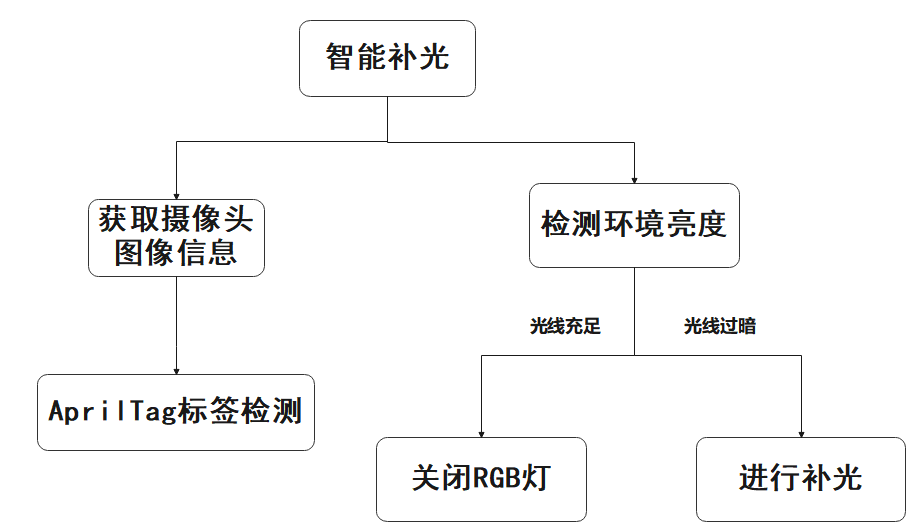 智能补光
获取摄像头
图像信息
检测环境亮度
光线充足
光线过暗
AprilTag标签检测
关闭RGB灯
进行补光